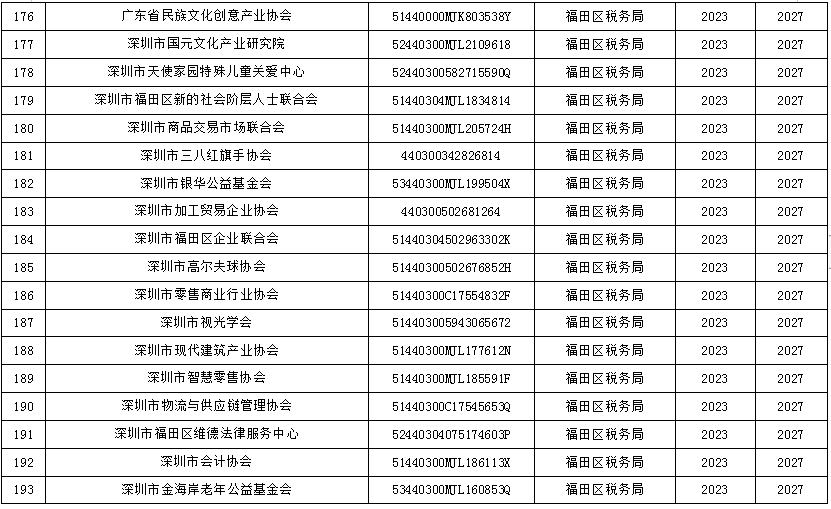 176 广东省民族文化创意产业协会 51440000MJK803538Y 福田区税务局 2023 2027
177 深圳市国元文化产业研究院 52440300MJL2109618 福田区税务局 2023 2027
178 深圳市天使家园特殊儿童关爱中心 52440300582715590Q 福田区税务局 2023 2027
179 深圳市福田区新的社会阶层人士联合会 51440304MJL1834814 福田区税务局 2023 2027
180 深圳市商品交易市场联合会 51440300MJL205724H 福田区税务局 2023 2027
181 深圳市三八红旗手协会 440300342826814 福田区税务局 2023 2027
182 深圳市银华公益基金会 53440300MJL199504X 福田区税务局 2023 2027
183 深圳市加工贸易企业协会 440300502681264 福田区税务局 2023 2027
184 深圳市福田区企业联合会 51440304502963302K 福田区税务局 2023 2027
185 深圳市高尔夫球协会 51440300502676852H 福田区税务局 2023 2027
186 深圳市零售商业行业协会 51440300C17554832F 福田区税务局 2023 2027
187 深圳市视光学会 514403005943065672 福田区税务局 2023 2027
188 深圳市现代建筑产业协会 51440300MJL177612N 福田区税务局 2023 2027
189 深圳市智慧零售协会 51440300MJL185591F 福田区税务局 2023 2027
190 深圳市物流与供应链管理协会 51440300C17545653Q 福田区税务局 2023 2027
191 深圳市福田区维德法律服务中心 52440304075174603P 福田区税务局 2023 2027
192 深圳市会计协会 51440300MJL186113X 福田区税务局 2023 2027
193 深圳市金海岸老年公益基金会 53440300MJL160853Q 福田区税务局 2023 2027